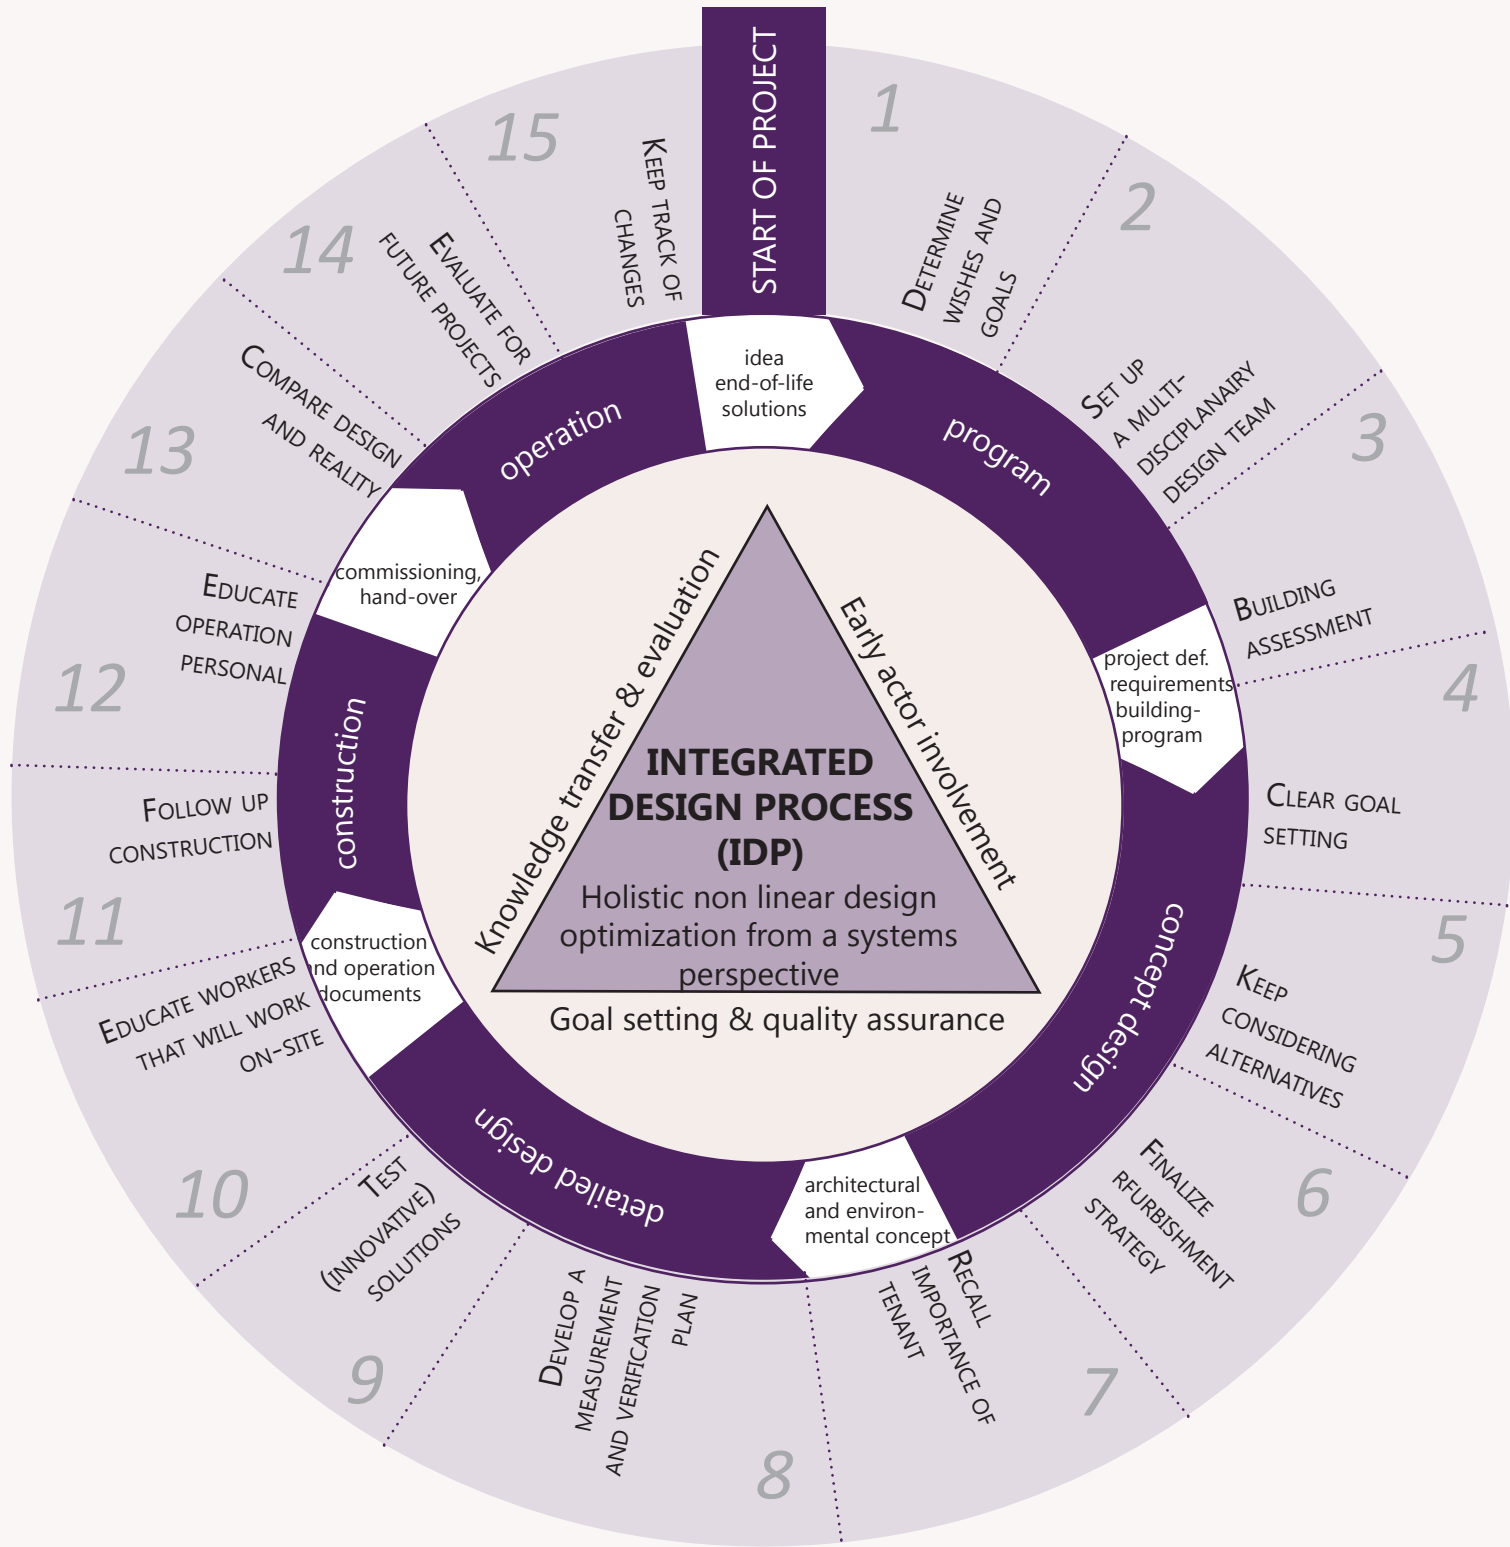 START OF PROJECT
1
DETERMINE
WISHES AND
GOALS
2
SET UP
A MULTI-
DISCIPLANAIRY
DESIGN TEAM
3
BUILDING
ASSESSMENT
4
CLEAR GOAL
SETTING
5
KEEP
CONSIDERING
ALTERNATIVES
6
FINALIZE
RFURBISHMENT
STRATEGY
7
RECALL
IMPORTANCE OF
TENANT
8
DEVELOP A
MEASUREMENT
AND VERIFICATION
PLAN
9
TEST
(INNOVATIVE)
SOLUTIONS
10
EDUCATE WORKERS
THAT WILL WORK
ON-SITE
11
FOLLOW UP
CONSTRUCTION
12
EDUCATE
OPERATION
PERSONAL
13
COMPARE DESIGN
AND REALITY
14
EVALUATE FOR
FUTURE PROJECTS
15
KEEP TRACK OF
CHANGES
idea
end-of-life
solutions
program
project def.
requirements
building-
program
concept design
architectural
and environ-
mental concept
detailed design
construction
and operation
documents
construction
commissioning,
hand-over
operation
Knowledge transfer & evaluation
Early actor involvement
INTEGRATED
DESIGN PROCESS
(IDP)
Holistic non linear design
optimization from a systems
perspective
Goal setting & quality assurance